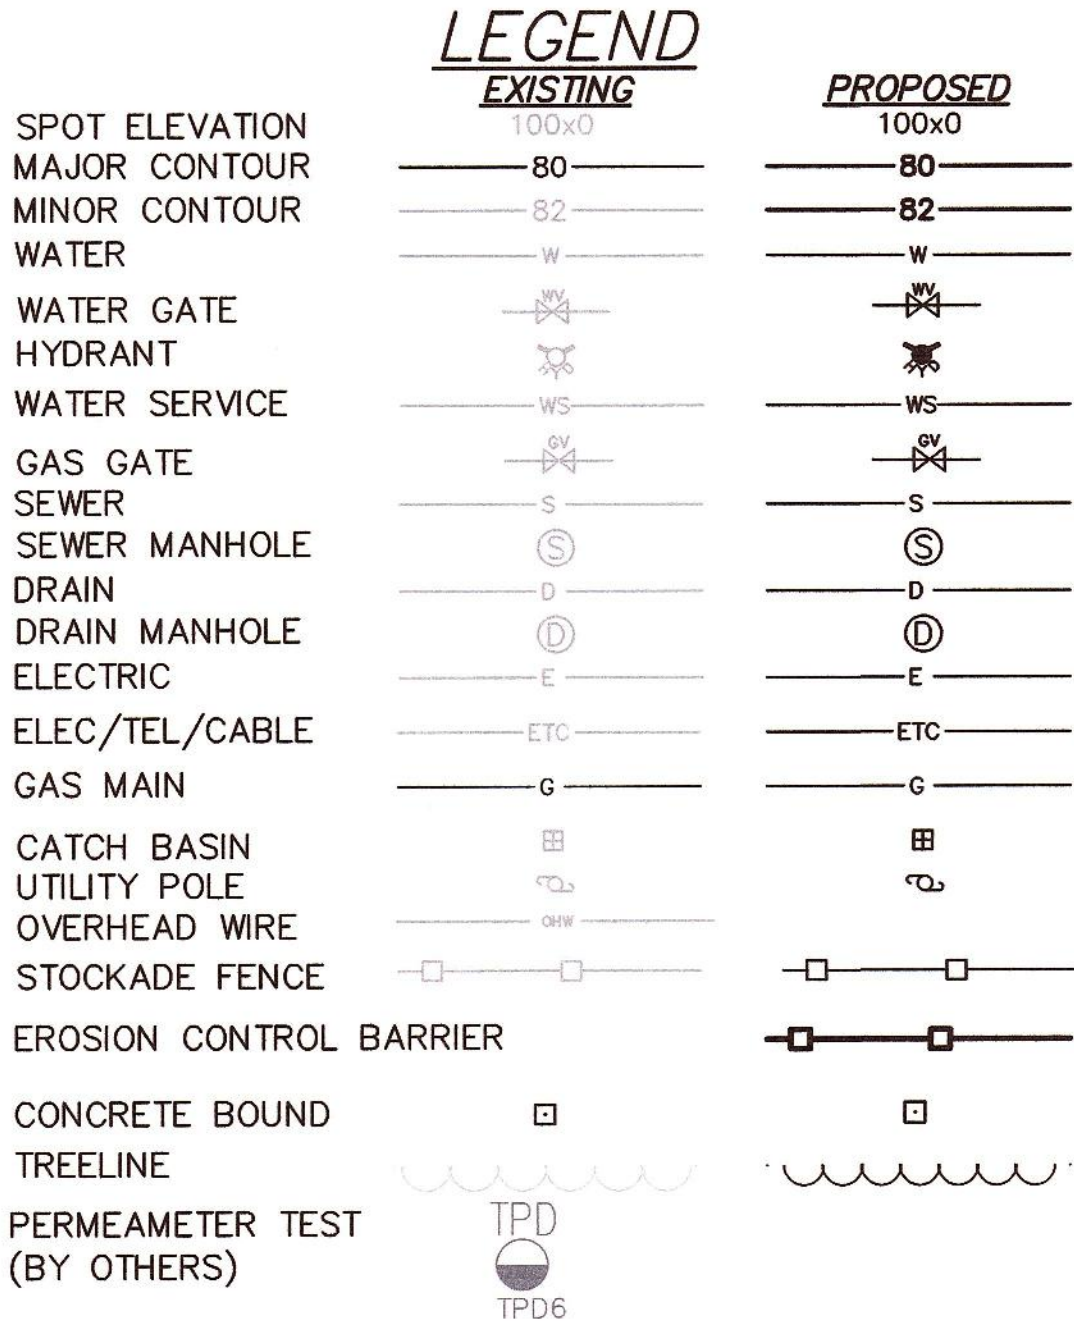 LEGEND
EXISTING PROPOSED
SPOT ELEVATION 100x0 100x0
MAJOR CONTOUR 80 80
MINOR CONTOUR 82 82
WATER W W
WATER GATE WV WV
HYDRANT
WATER SERVICE WS WS
GAS GATE GV GV
SEWER S S
SEWER MANHOLE S S
DRAIN D D
DRAIN MANHOLE D D
ELECTRIC E E
ELEC/TEL/CABLE ETC ETC
GAS MAIN G G
CATCH BASIN
UTILITY POLE
OVERHEAD WIRE OHW
STOCKADE FENCE
EROSION CONTROL BARRIER
CONCRETE BOUND
TREELINE
PERMEAMETER TEST TPD
(BY OTHERS)
TPD6